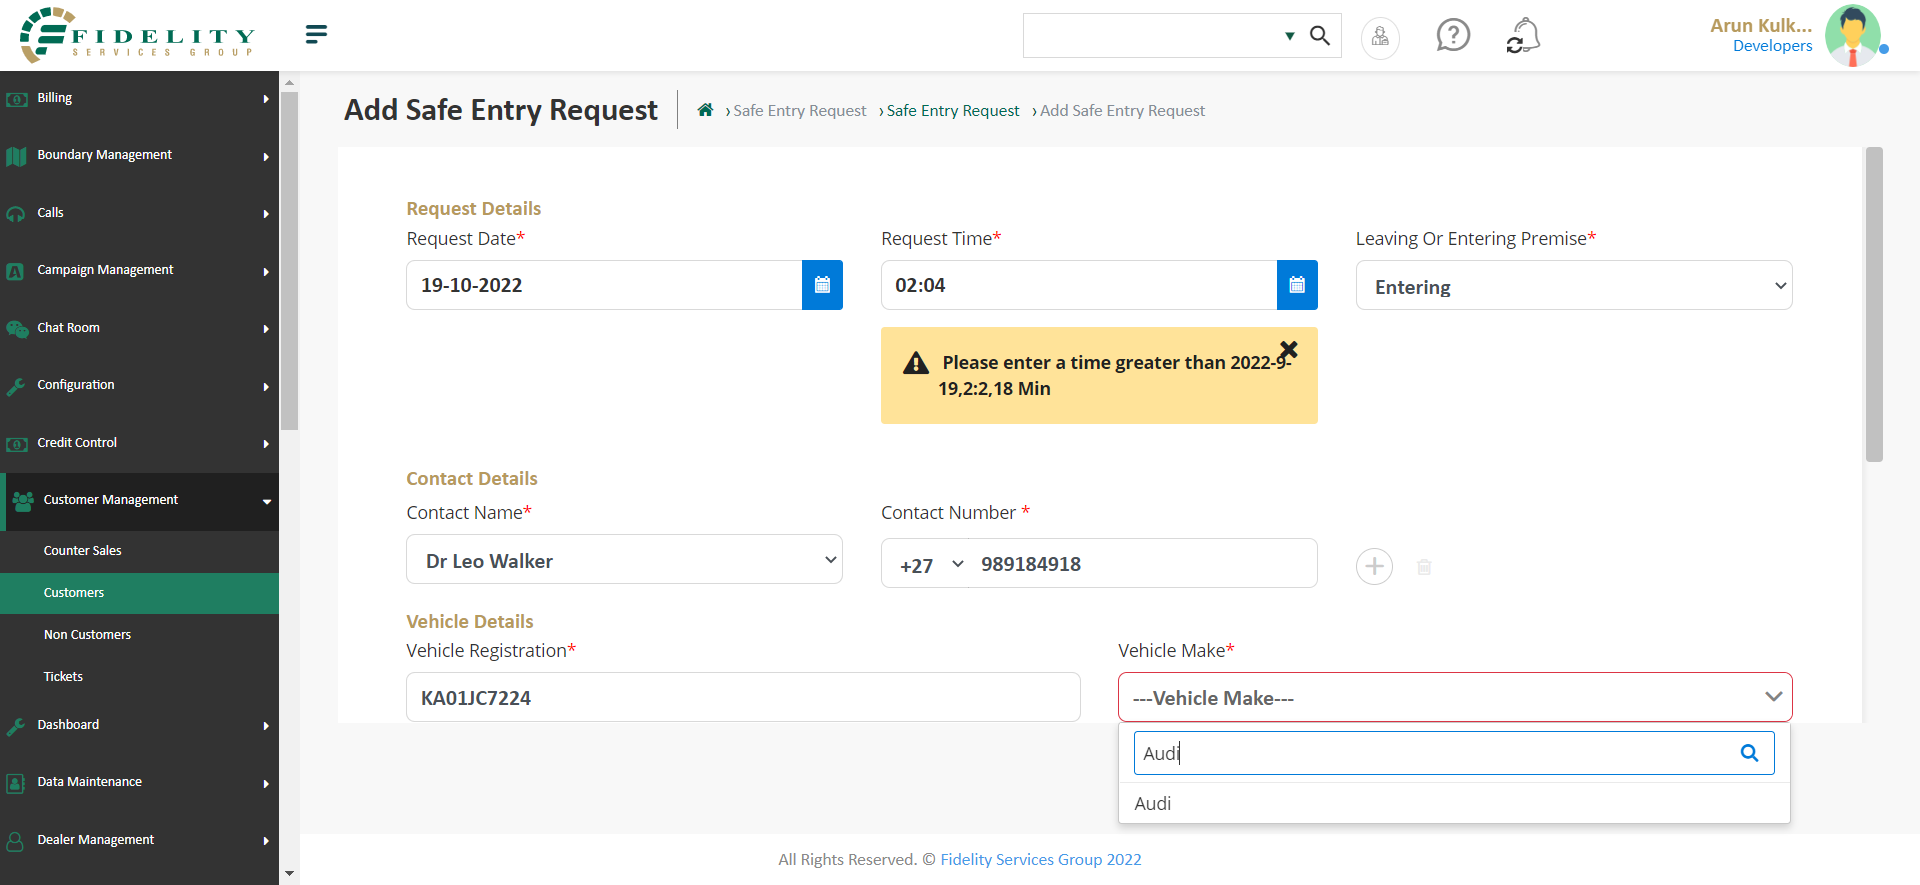 FIDELITY
SERVICES GROUP
Arun Kulk...
Developers
Billing
Boundary Management
Calls
Campaign Management
Chat Room
Configuration
Credit Control
Customer Management
Counter Sales
Customers
Non Customers
Tickets
Dashboard
Data Maintenance
Dealer Management
Add Safe Entry Request
› Safe Entry Request › Safe Entry Request › Add Safe Entry Request
Request Details
Request Date* Request Time* Leaving Or Entering Premise*
19-10-2022 02:04 Entering
Please enter a time greater than 2022-9-
19,2:2,18 Min
Contact Details
Contact Name* Contact Number *
Dr Leo Walker +27 989184918
Vehicle Details
Vehicle Registration* Vehicle Make*
KA01JC7224 ---Vehicle Make---
Audi
Audi
All Rights Reserved. © Fidelity Services Group 2022